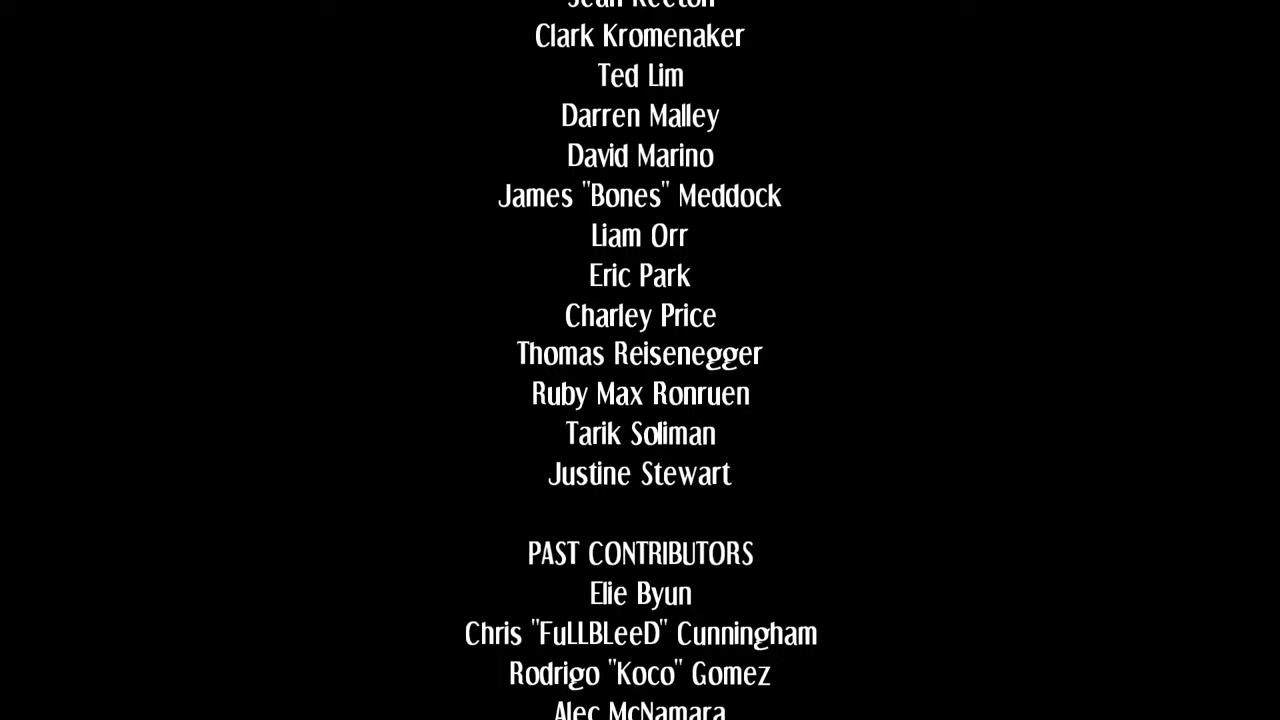 Sean Keeton
Clark Kromenaker
Ted Lim
Darren Malley
David Marino
James "Bones" Meddock
Liam Orr
Eric Park
Charley Price
Thomas Reisenegger
Ruby Max Ronruen
Tarik Soliman
Justine Stewart
PAST CONTRIBUTORS
Elie Byun
Chris "FuLLBLeeD" Cunningham
Rodrigo "Koco" Gomez
Alec McNamara